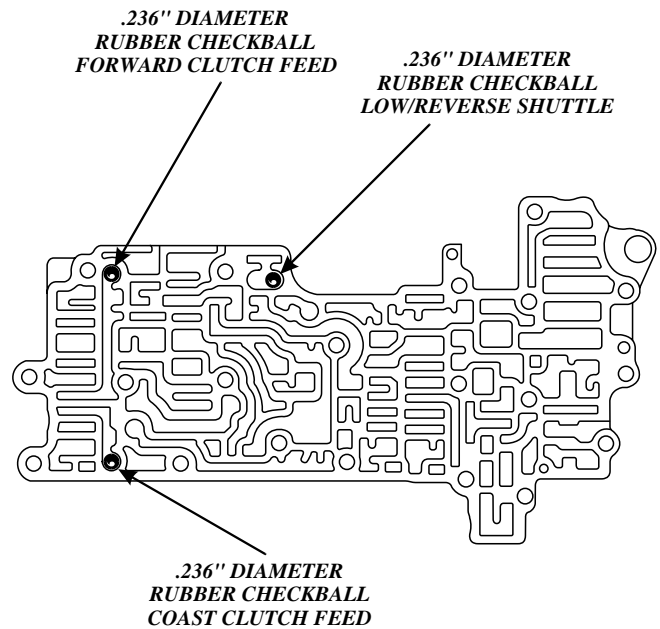 .236" DIAMETER
RUBBER CHECKBALL
FORWARD CLUTCH FEED
.236" DIAMETER
RUBBER CHECKBALL
LOW/REVERSE SHUTTLE
.236" DIAMETER
RUBBER CHECKBALL
COAST CLUTCH FEED